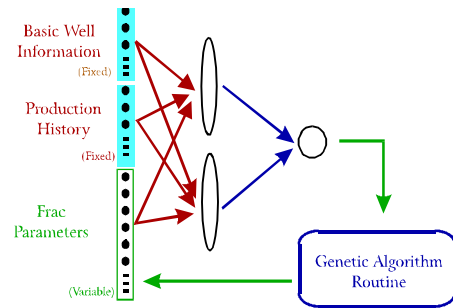 Basic Well
Information
(Fixed)
Production
History
(Fixed)
Frac
Parameters
(Variable)
Genetic Algorithm
Routine